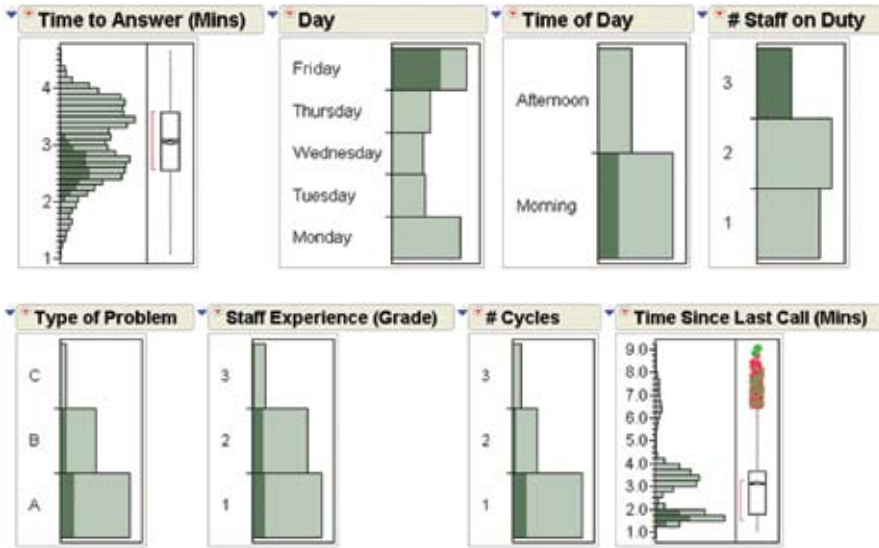 Time to Answer (Mins)
Day
Time of Day
# Staff on Duty
4
3
2
1
Friday
Thursday
Wednesday
Tuesday
Monday
Afternoon
Morning
3
2
1
Type of Problem
Staff Experience (Grade)
# Cycles
Time Since Last Call (Mins)
C
B
A
3
2
1
3
2
1
9.0
8.0
7.0
6.0
5.0
4.0
3.0
2.0
1.0